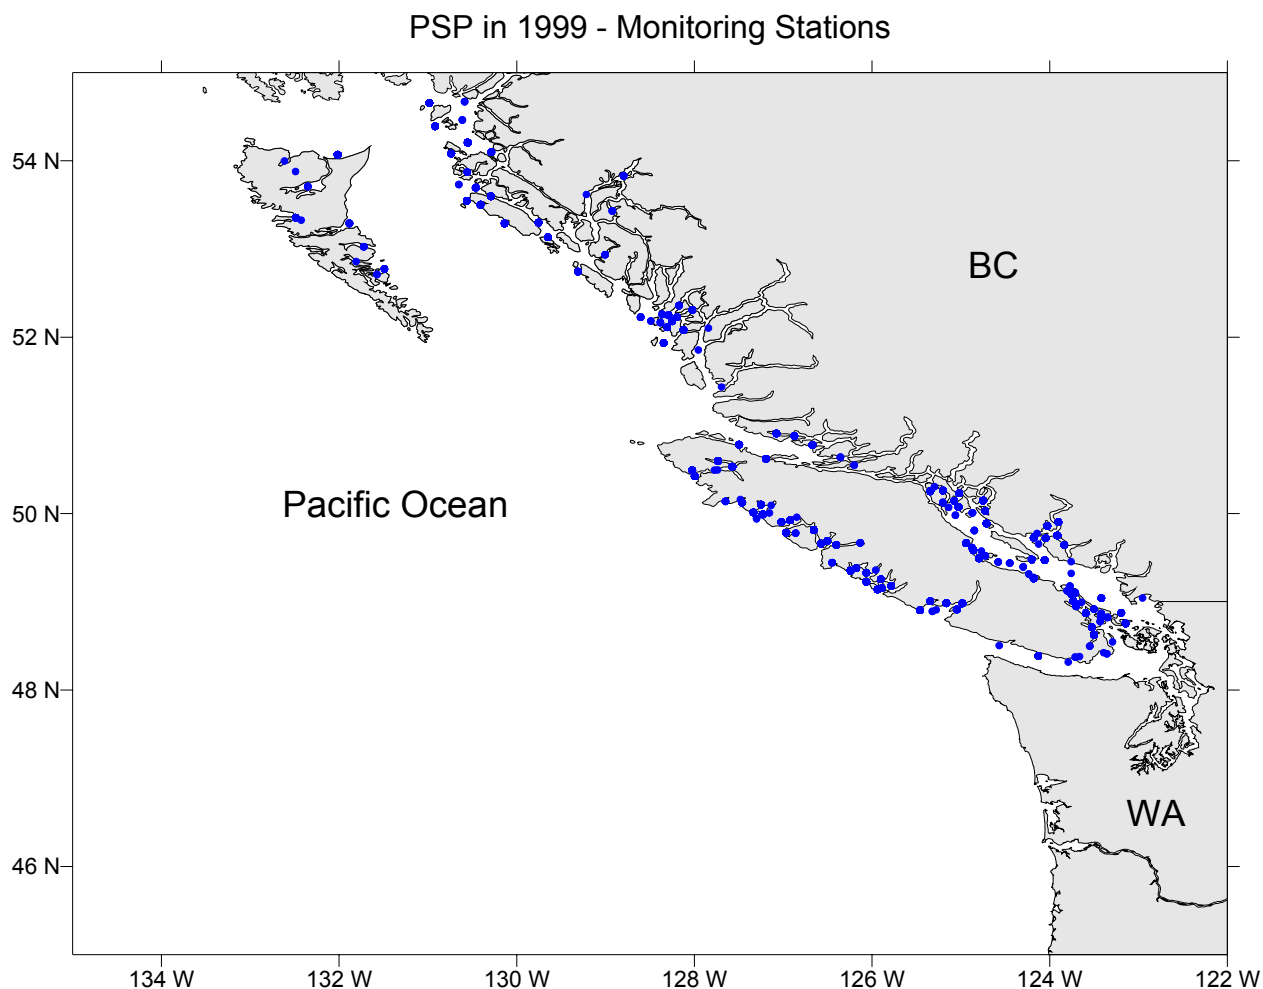 PSP in 1999 - Monitoring Stations
54 N
BC
52 N
Pacific Ocean
50 N
48 N
WA
46 N
134 W 132 W 130 W 128 W 126 W 124 W 122 W